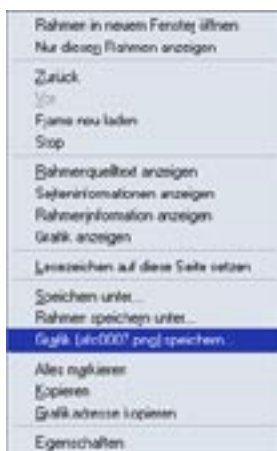 Rahmen in neuem Fenster öffnen
Nur diesen Rahmen anzeigen
Zurück
Vor
Frame neu laden
Stop
Rahmenquelltext anzeigen
Seiteninformationen anzeigen
Rahmeninformation anzeigen
Grafik anzeigen
Lesezeichen auf diese Seite setzen
Speichern unter...
Rahmen speichern unter...
Grafik speichern
Alles markieren
Kopieren
Grafikadresse kopieren
Eigenschaften